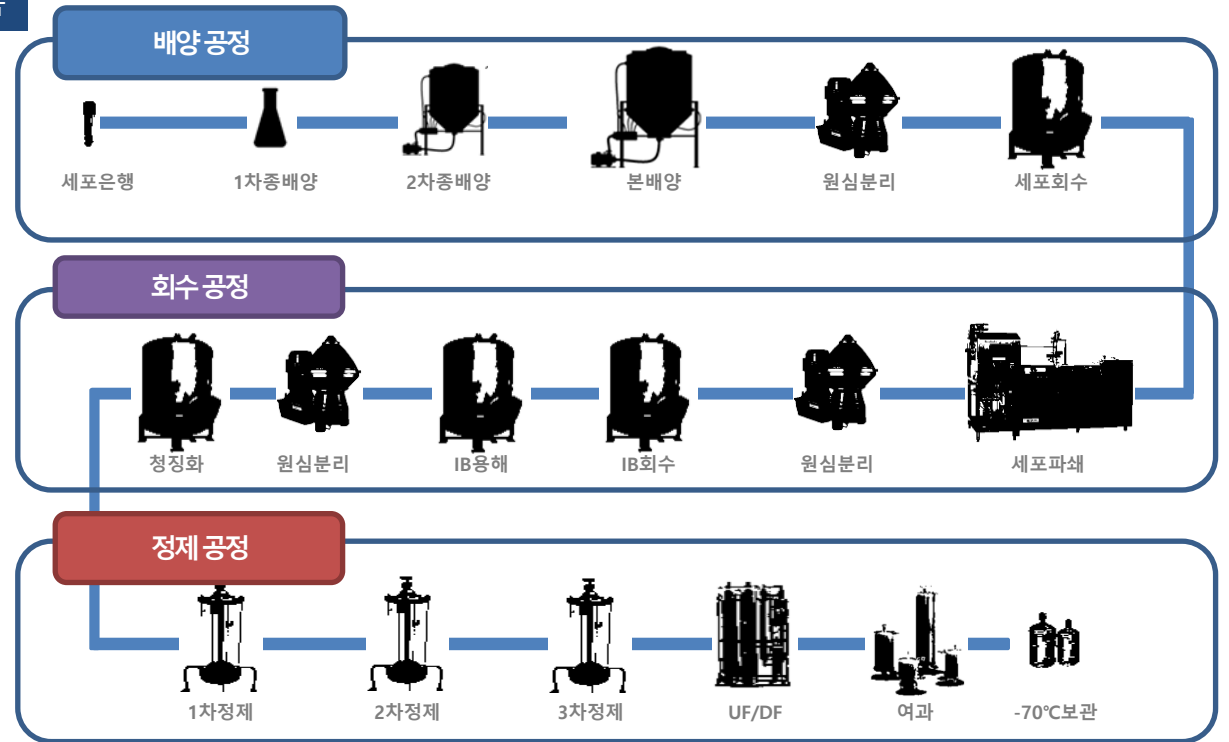 배양 공정
세포은행 1차종배양 2차종배양 본배양 원심분리 세포회수
회수 공정
청징화 원심분리 IB용해 IB회수 원심분리 세포파쇄
정제 공정
1차정제 2차정제 3차정제 UF/DF 여과 -70℃보관